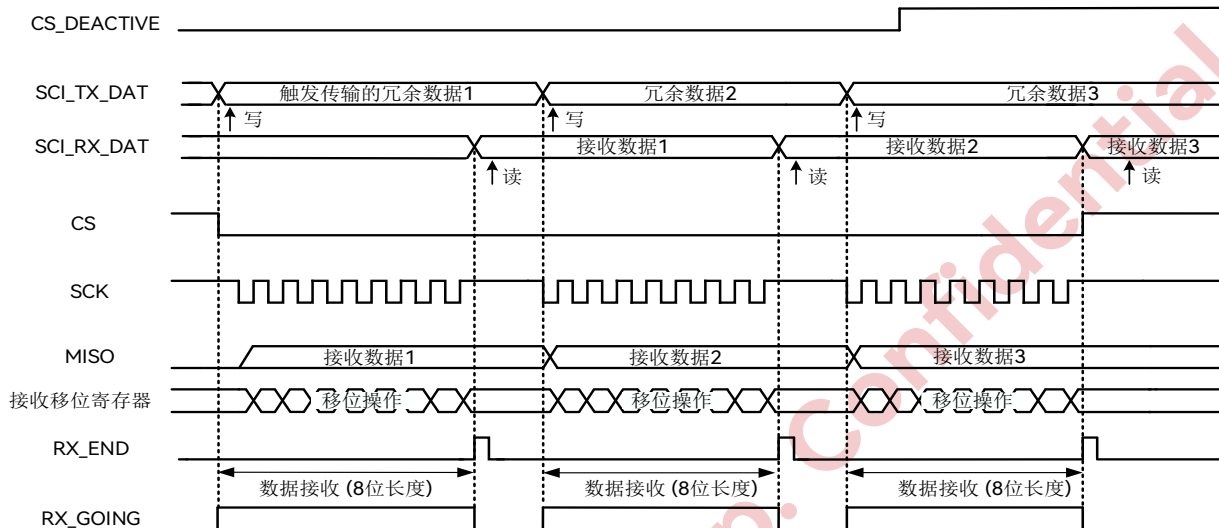 CS_DEACTIVE
SCI_TX_DAT 触发传输的冗余数据1 冗余数据2 冗余数据3
写 写 写
SCI_RX_DAT 接收数据1 接收数据2 接收数据3
读 读 读
CS
SCK
MISO 接收数据1 接收数据2 接收数据3
接收移位寄存器 移位操作 移位操作 移位操作
RX_END
数据接收 (8位长度) 数据接收 (8位长度) 数据接收 (8位长度)
RX_GOING
p. Confidential